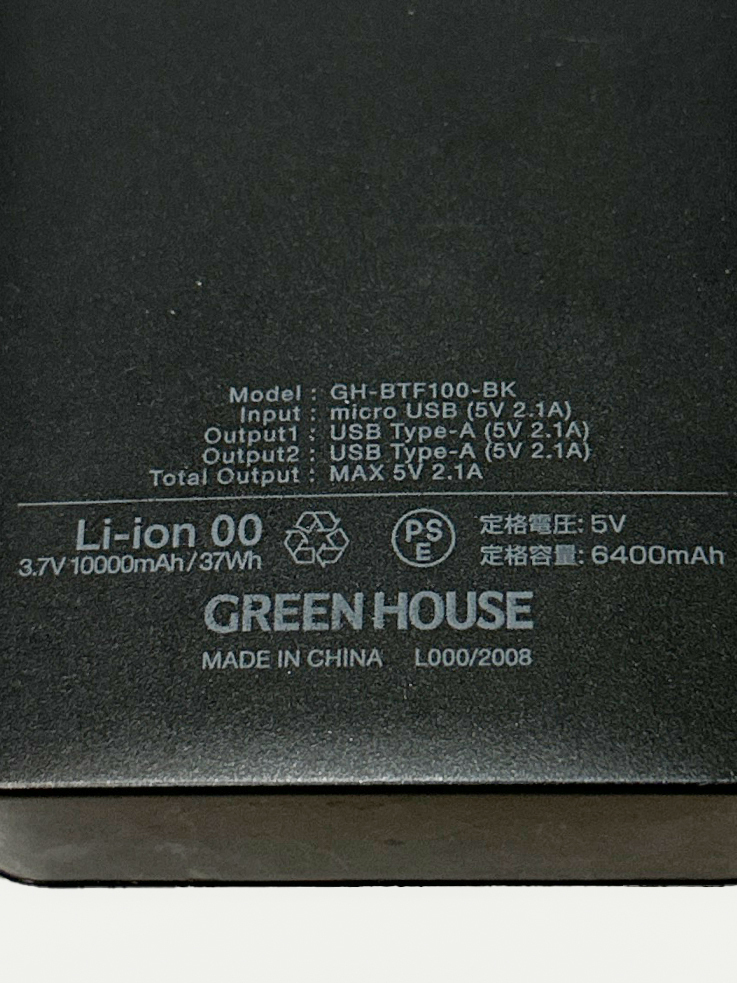 Model : GH-BTF100-BK
Input : micro USB (5V 2.1A)
Output1 : USB Type-A (5V 2.1A)
Output2 : USB Type-A (5V 2.1A)
Total Output : MAX 5V 2.1A
Li-ion 00
3.7V 10000mAh/37Wh
PS
E
定格電圧: 5V
定格容量: 6400mAh
GREEN HOUSE
MADE IN CHINA L000/2008